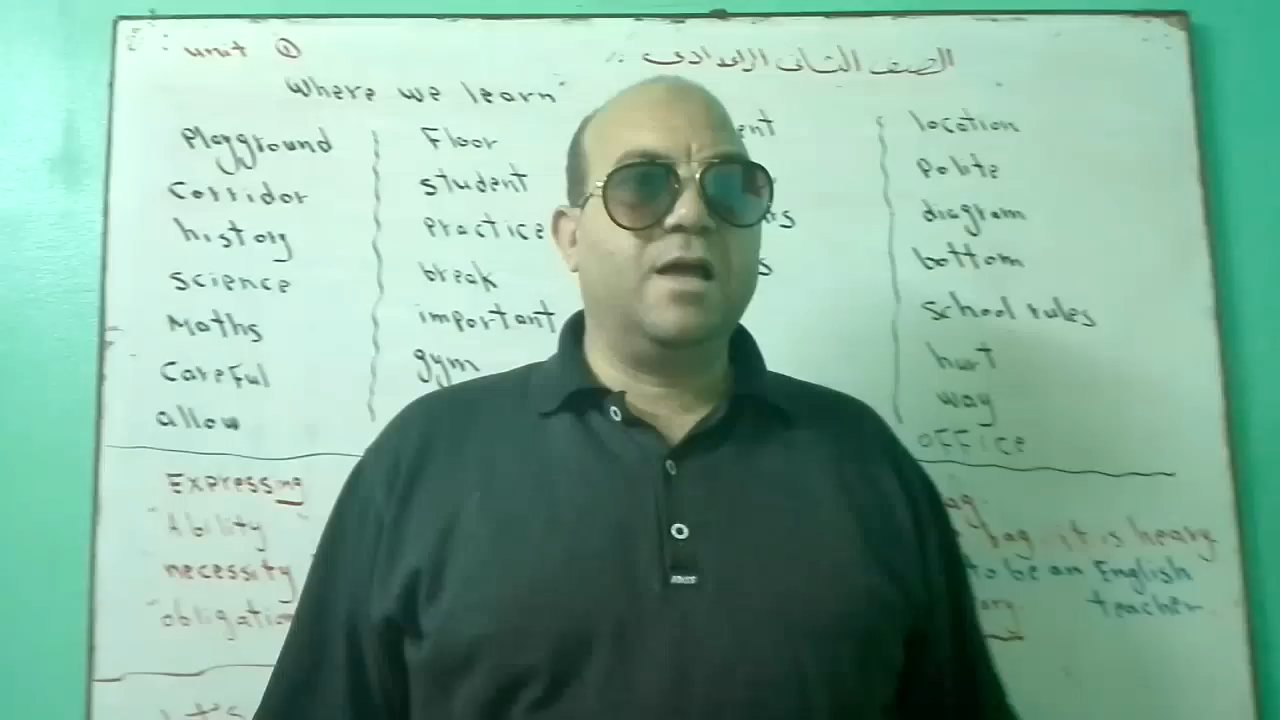 unit ①
الصف الثاني الإعدادي
"Where we learn"
Playground
Corridor
history
science
Maths
Careful
allow
Floor
student
Practice
break
important
gym
location
Polite
diagram
bottom
school rules
hurt
way
OFFICE
Expressing
"Ability"
necessity
"obligation
bag it is heavy
to be an English
teacher